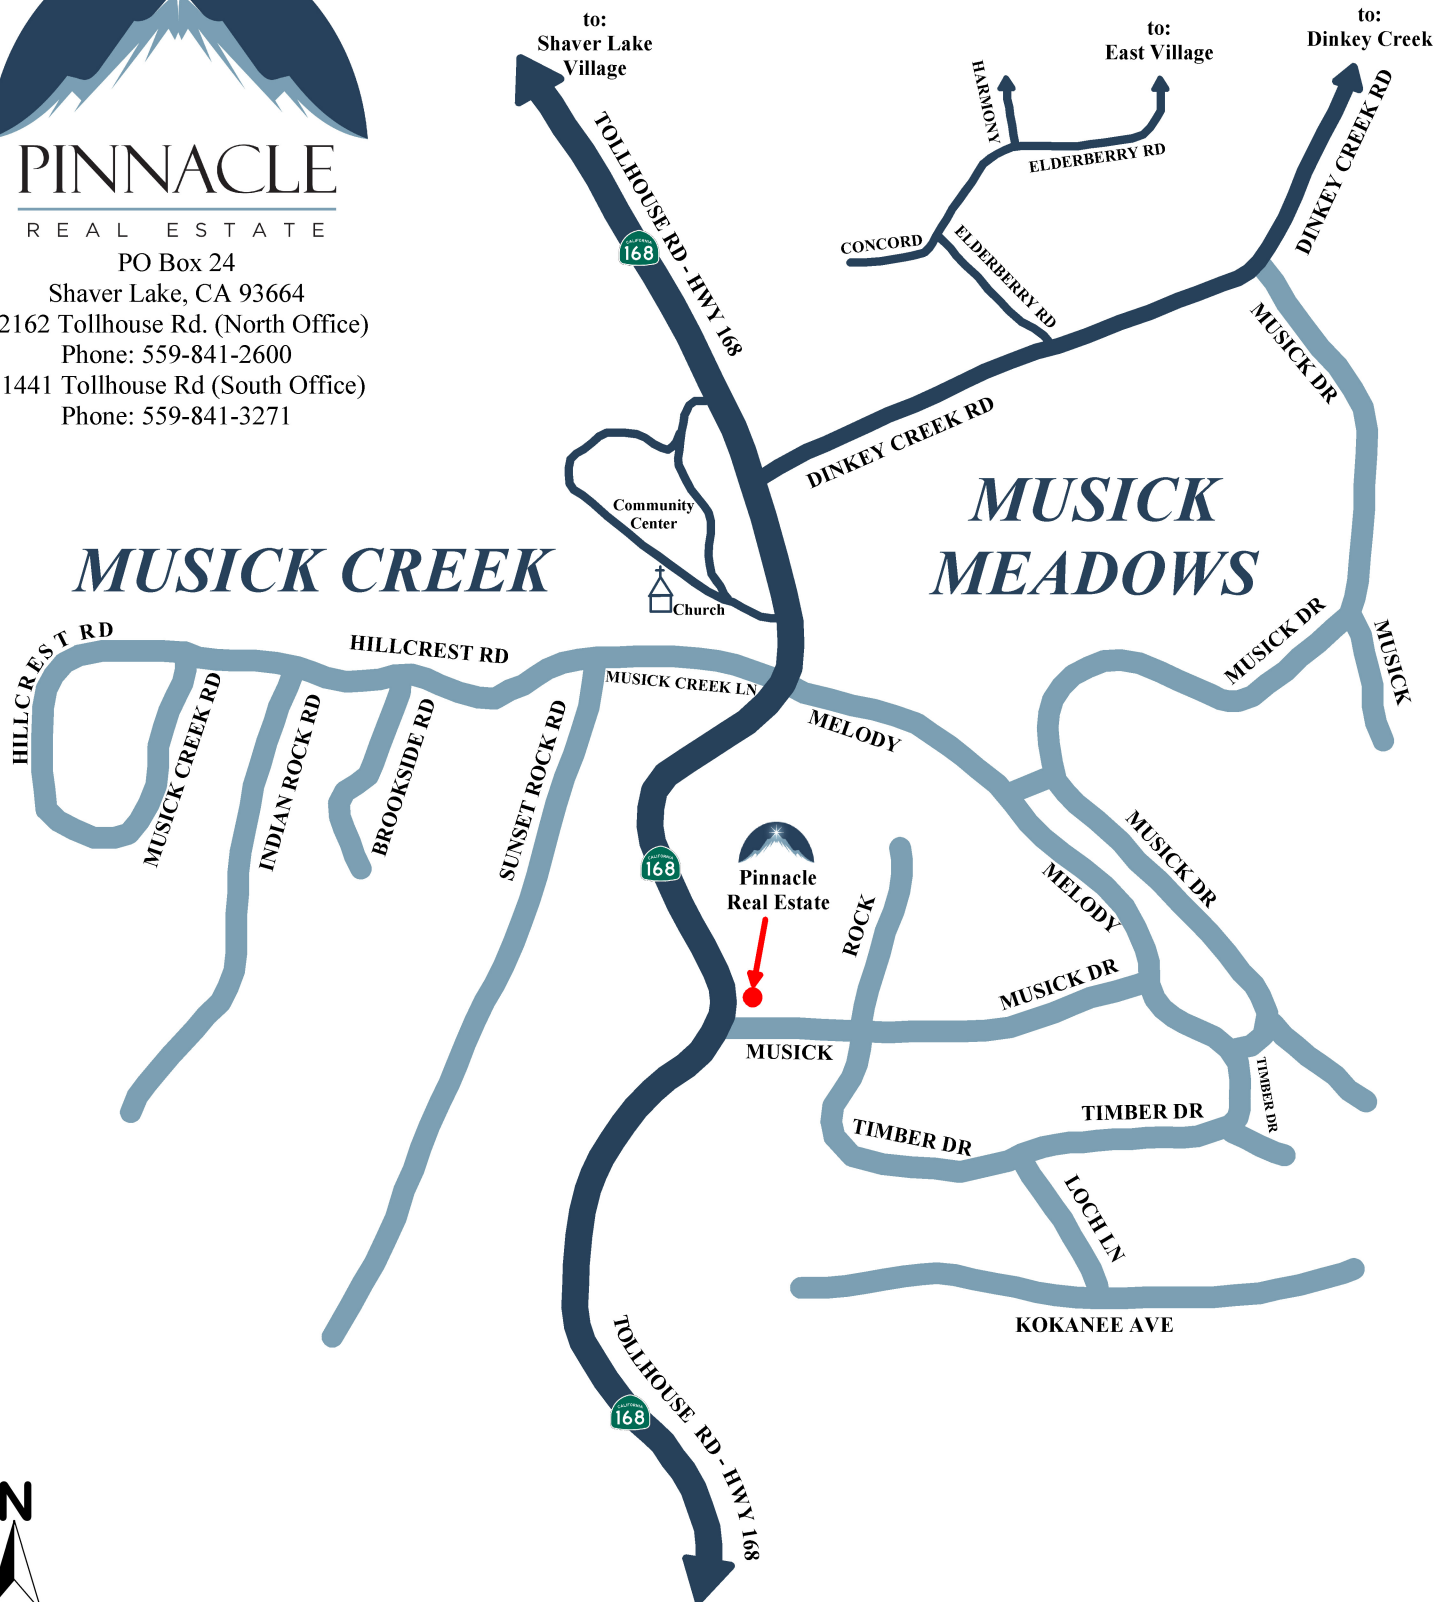 PINNACLE
REAL ESTATE
PO Box 24
Shaver Lake, CA 93664
2162 Tollhouse Rd. (North Office)
Phone: 559-841-2600
1441 Tollhouse Rd (South Office)
Phone: 559-841-3271
to:
Shaver Lake
Village
to:
East Village
to:
Dinkey Creek
HARMONY
ELDERBERRY RD
DINKEY CREEK RD
TOLLHOUSE RD - HWY 168
CALIFORNIA
168
CONCORD
ELDERBERRY RD
MUSICK DR
DINKEY CREEK RD
Community
Center
Church
MUSICK CREEK
MUSICK
MEADOWS
HILLCREST RD
HILLCREST RD
MUSICK CREEK LN
MUSICK DR
MUSICK
MUSICK CREEK RD
INDIAN ROCK RD
BROOKSIDE RD
SUNSET ROCK RD
MELODY
CALIFORNIA
168
Pinnacle
Real Estate
ROCK
MELODY
MUSICK DR
MUSICK DR
MUSICK
TIMBER DR
TIMBER DR
TIMBER DR
LOCH LN
KOKANEE AVE
TOLLHOUSE RD - HWY 168
CALIFORNIA
168
N